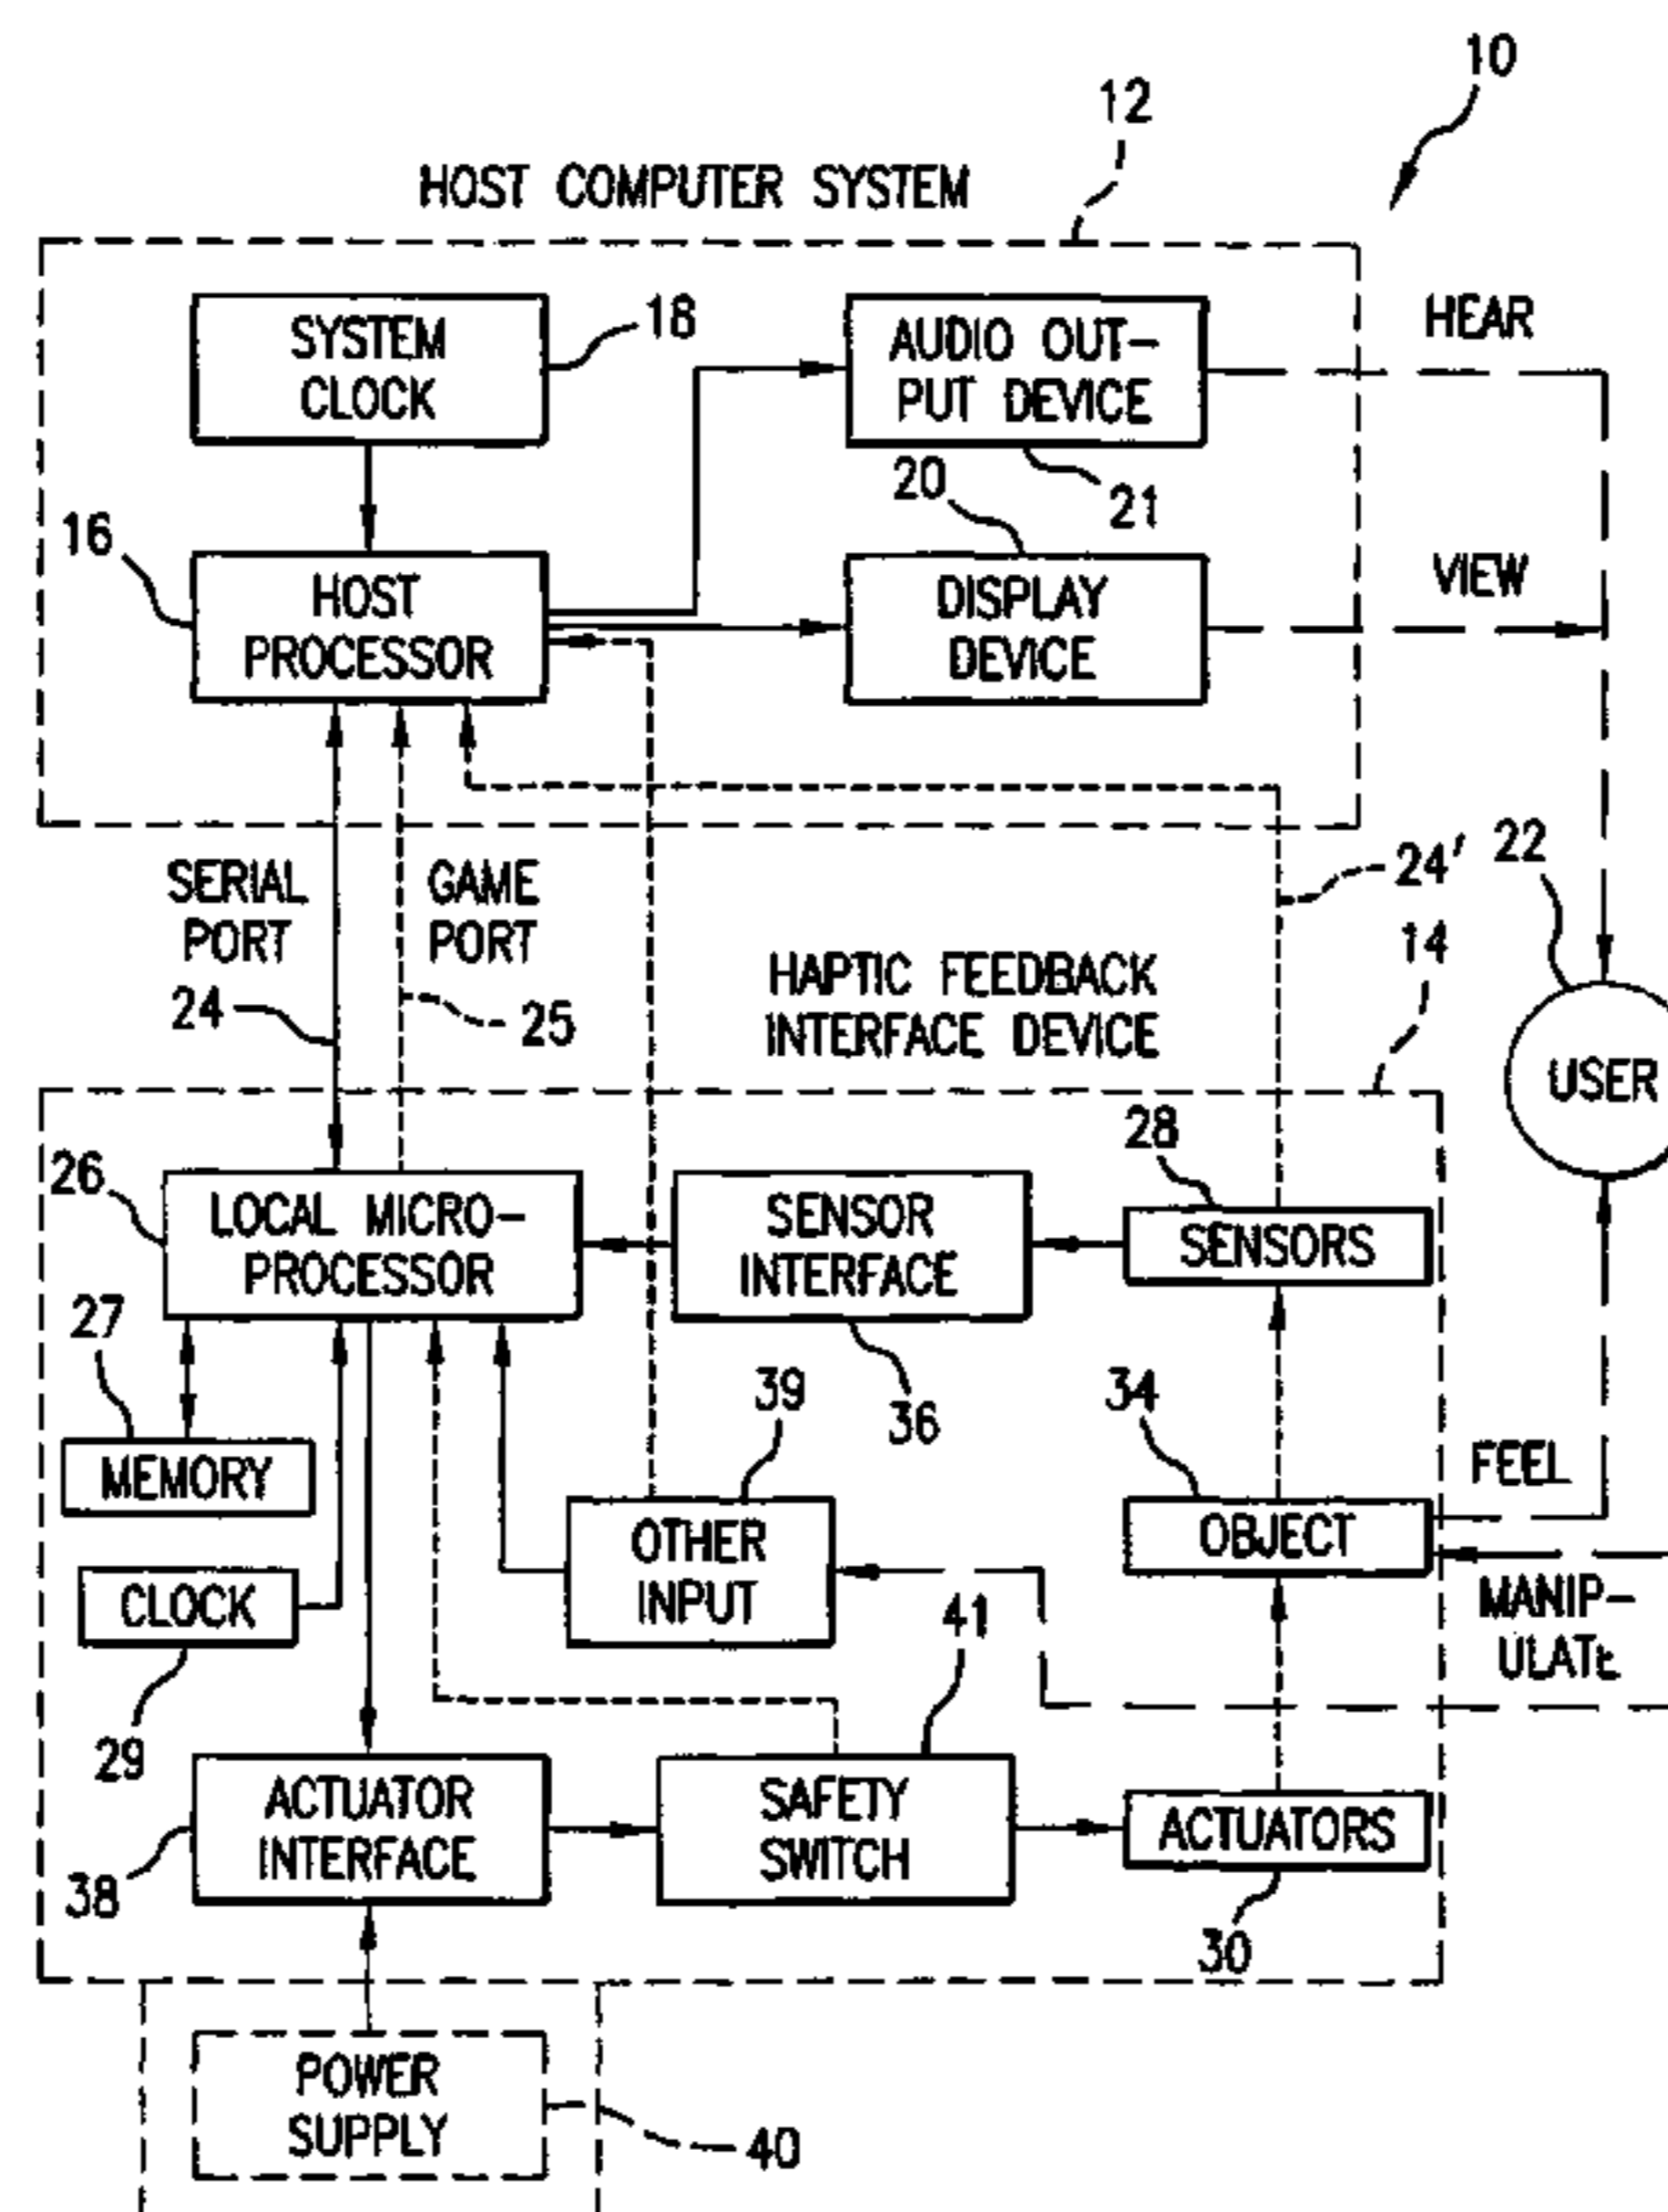 10
12
HOST COMPUTER SYSTEM
SYSTEM
CLOCK
18
AUDIO OUT-
PUT DEVICE
HEAR
20
21
16
HOST
PROCESSOR
DISPLAY
DEVICE
VIEW
SERIAL
PORT
GAME
PORT
24'
22
14
24
25
HAPTIC FEEDBACK
INTERFACE DEVICE
USER
26
LOCAL MICRO-
PROCESSOR
SENSOR
INTERFACE
28
SENSORS
27
39
36
34
MEMORY
FEEL
OTHER
INPUT
OBJECT
CLOCK
41
MANIP-
ULATE
29
ACTUATOR
INTERFACE
SAFETY
SWITCH
ACTUATORS
38
30
POWER
SUPPLY
40